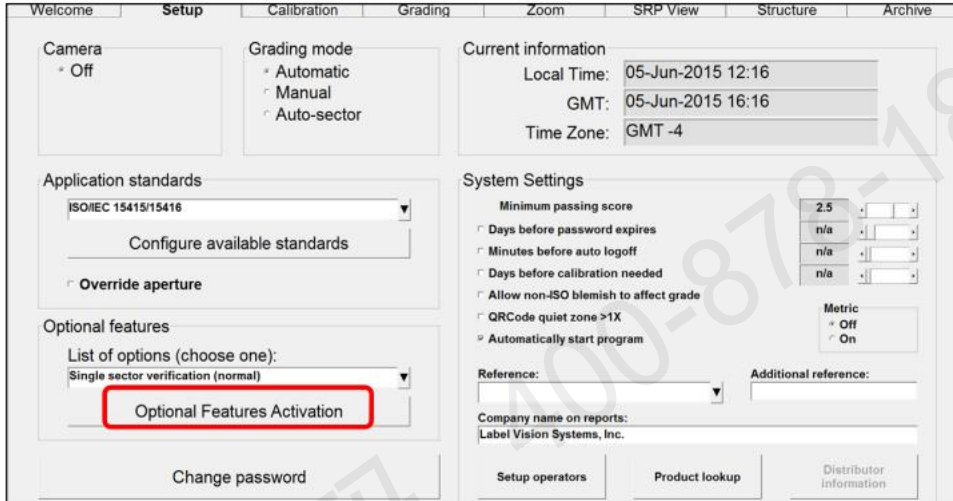 Welcome Setup Calibration Grading Zoom SRP View Structure Archive
Camera
Off
Grading mode
Automatic
Manual
Auto-sector
Current information
Local Time: 05-Jun-2015 12:16
GMT: 05-Jun-2015 16:16
Time Zone: GMT -4
Application standards
ISO/IEC 15415/15416
Configure available standards
Override aperture
Optional features
List of options (choose one):
Single sector verification (normal)
Optional Features Activation
Change password
System Settings
Minimum passing score 2.5
Days before password expires n/a
Minutes before auto logoff n/a
Days before calibration needed n/a
Allow non-ISO blemish to affect grade
QRCode quiet zone >1X
Automatically start program
Metric
Off
On
Reference: Additional reference:
Company name on reports:
Label Vision Systems, Inc.
Setup operators Product lookup Distributor
information
400-878-18